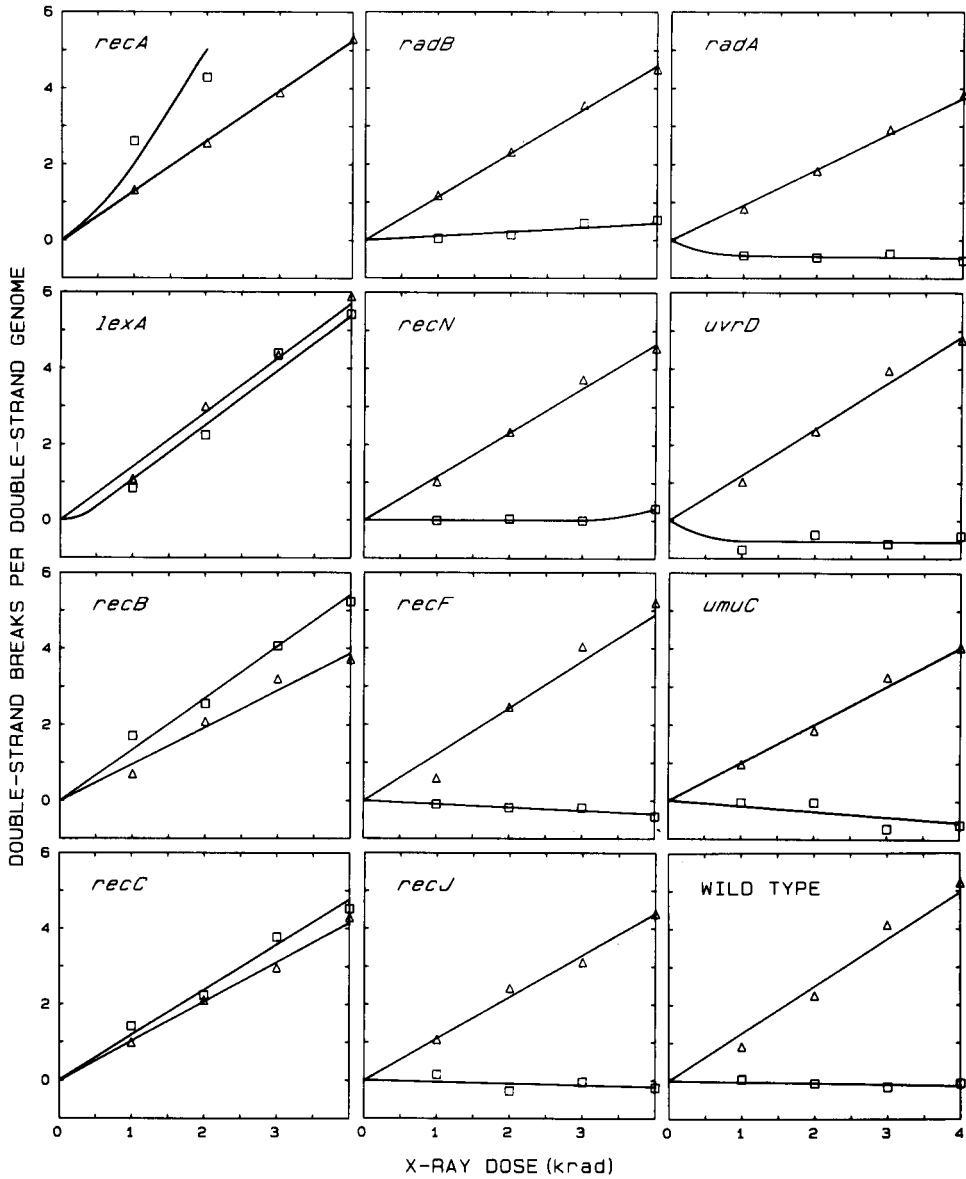 DOUBLE-STRAND BREAKS PER DOUBLE-STRAND GENOME
6
4
2
0
recA
radB
radA
6
4
2
0
lexA
recN
uvrD
6
4
2
0
recB
recF
umuC
6
4
2
0
recC
recJ
WILD TYPE
0 1 2 3 0 1 2 3 0 1 2 3 4
X-RAY DOSE (krad)